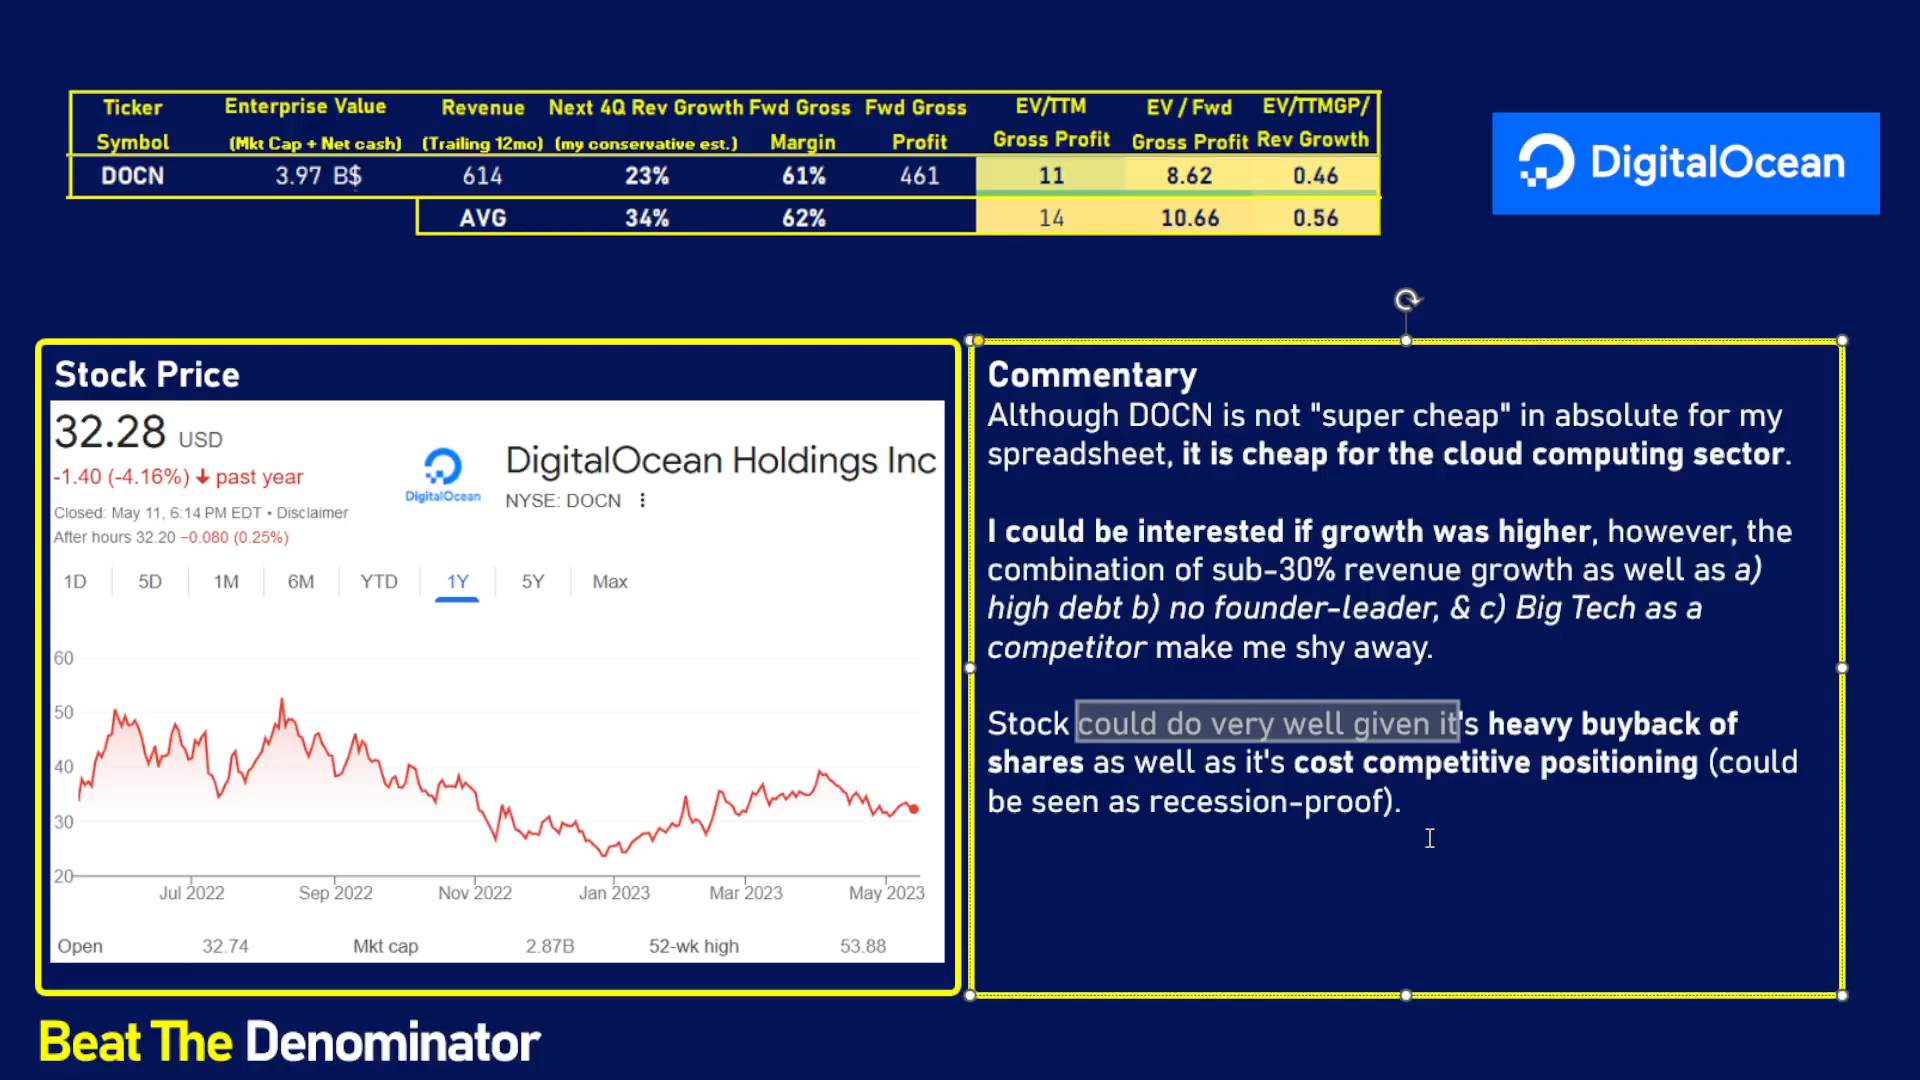 Ticker Symbol Enterprise Value (Mkt Cap + Net cash) Revenue (Trailing 12mo) Next 4Q Rev Growth (my conservative est.) Fwd Gross Margin Fwd Gross Profit EV/TTM Gross Profit EV / Fwd Gross Profit EV/TTMGP/ Rev Growth
DOCN 3.97 B$ 614 23% 61% 461 11 8.62 0.46
AVG 34% 62% 14 10.66 0.56
DigitalOcean
Stock Price
32.28 USD
-1.40 (-4.16%) past year
Closed: May 11, 6:14 PM EDT • Disclaimer
After hours 32.20 −0.080 (0.25%)
DigitalOcean
DigitalOcean Holdings Inc
NYSE: DOCN
1D 5D 1M 6M YTD 1Y 5Y Max
60
50
40
30
20
Jul 2022 Sep 2022 Nov 2022 Jan 2023 Mar 2023 May 2023
Open 32.74 Mkt cap 2.87B 52-wk high 53.88
Commentary
Although DOCN is not "super cheap" in absolute for my
spreadsheet, it is cheap for the cloud computing sector.
I could be interested if growth was higher, however, the
combination of sub-30% revenue growth as well as a)
high debt b) no founder-leader, & c) Big Tech as a
competitor make me shy away.
Stock could do very well given it's heavy buyback of
shares as well as it's cost competitive positioning (could
be seen as recession-proof).
Beat The Denominator